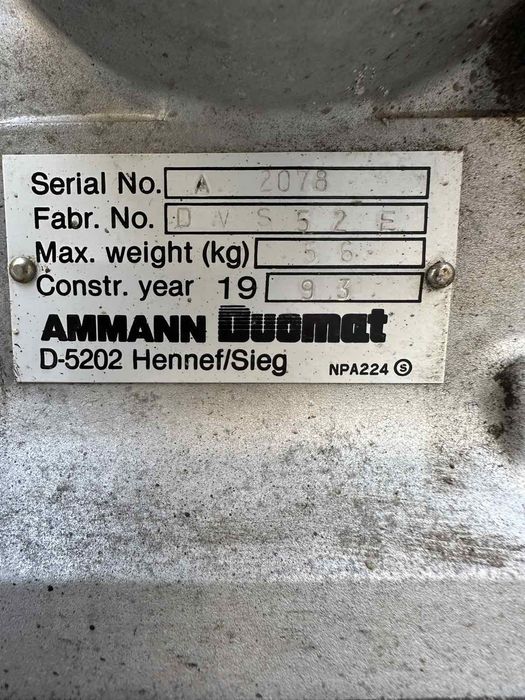 Serial No. A 2078
Fabr. No. DVS 52 E
Max. weight (kg) 56
Constr. year 19 93
AMMANN Duomat
D-5202 Hennef/Sieg
NPA224 S